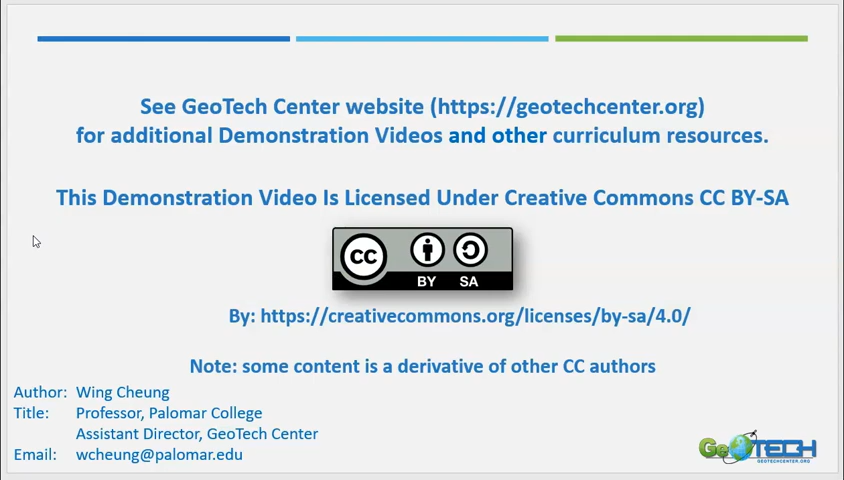 See GeoTech Center website (https://geotechcenter.org)
for additional Demonstration Videos and other curriculum resources.
This Demonstration Video Is Licensed Under Creative Commons CC BY-SA
CC BY SA
By: https://creativecommons.org/licenses/by-sa/4.0/
Note: some content is a derivative of other CC authors
Author: Wing Cheung
Title: Professor, Palomar College
Assistant Director, GeoTech Center
Email: wcheung@palomar.edu
GeoTECH
GEOTECHCENTER.ORG